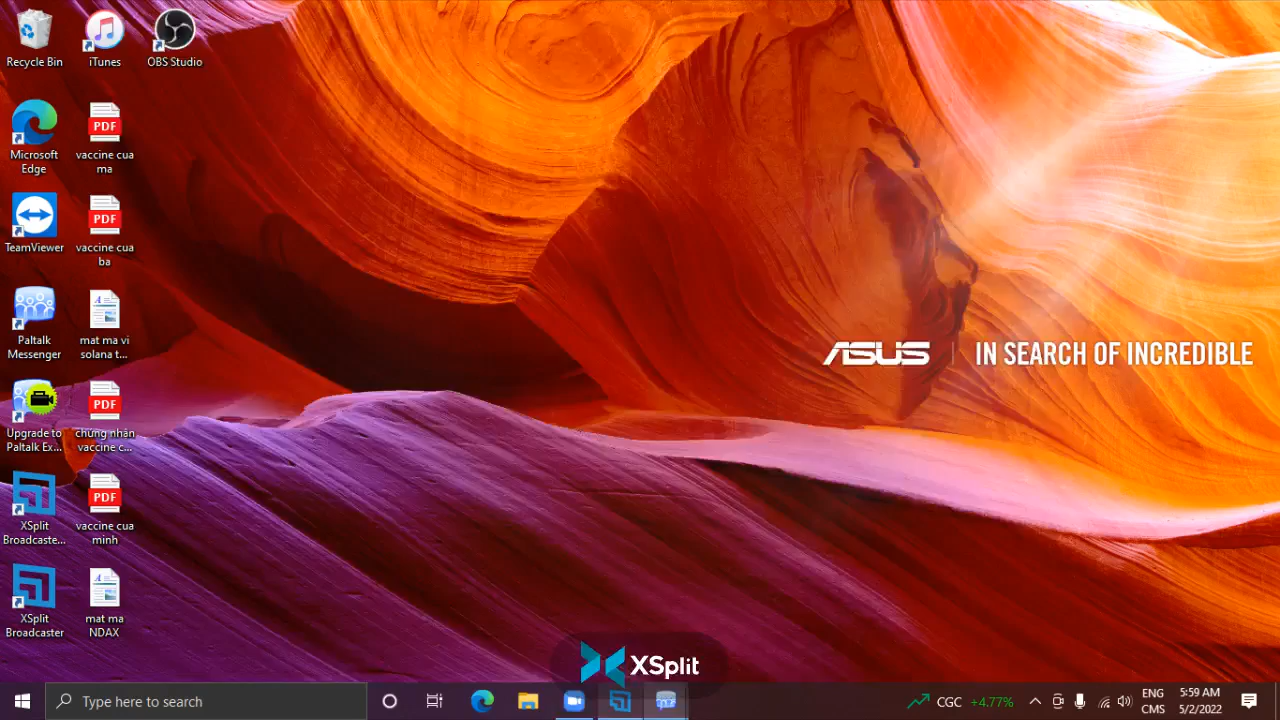 Recycle Bin
iTunes
OBS Studio
Microsoft
Edge
PDF
vaccine cua
ma
TeamViewer
PDF
vaccine cua
ba
Paltalk
Messenger
mat ma vi
solana t...
Upgrade to
Paltalk Ex...
PDF
chứng nhận
vaccine c...
XSplit
Broadcaste...
PDF
vaccine cua
minh
XSplit
Broadcaster
mat ma
NDAX
ASUS IN SEARCH OF INCREDIBLE
XSplit
Type here to search
CGC +4.77%
ENG
CMS
5:59 AM
5/2/2022